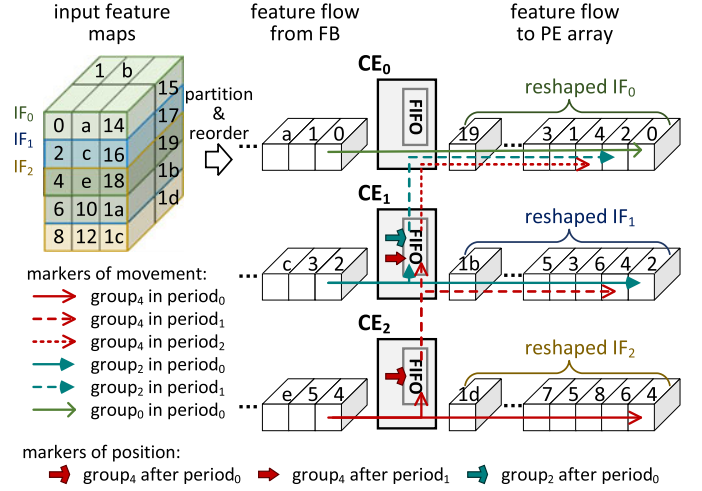 input feature
maps
feature flow
from FB
feature flow
to PE array
1 b
15
17
19
1b
1d
IF0
IF1
IF2
0 a 14
2 c 16
4 e 18
6 10 1a
8 12 1c
partition
&
reorder
CE0
FIFO
reshaped IF0
... a 1 0
19 ... 3 1 4 2 0
CE1
FIFO
reshaped IF1
... c 3 2
1b ... 5 3 6 4 2
CE2
FIFO
reshaped IF2
... e 5 4
1d ... 7 5 8 6 4
markers of movement:
group4 in period0
group4 in period1
group4 in period2
group2 in period0
group2 in period1
group0 in period0
markers of position:
group4 after period0
group4 after period1
group2 after period0